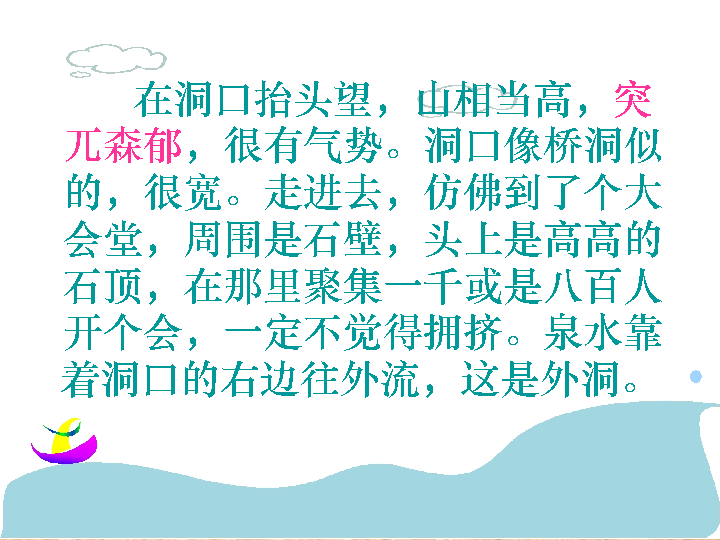 在洞口抬头望，山相当高，突
兀森郁，很有气势。洞口像桥洞似
的，很宽。走进去，仿佛到了个大
会堂，周围是石壁，头上是高高的
石顶，在那里聚集一千或是八百人
开个会，一定不觉得拥挤。泉水靠
着洞口的右边往外流，这是外洞。